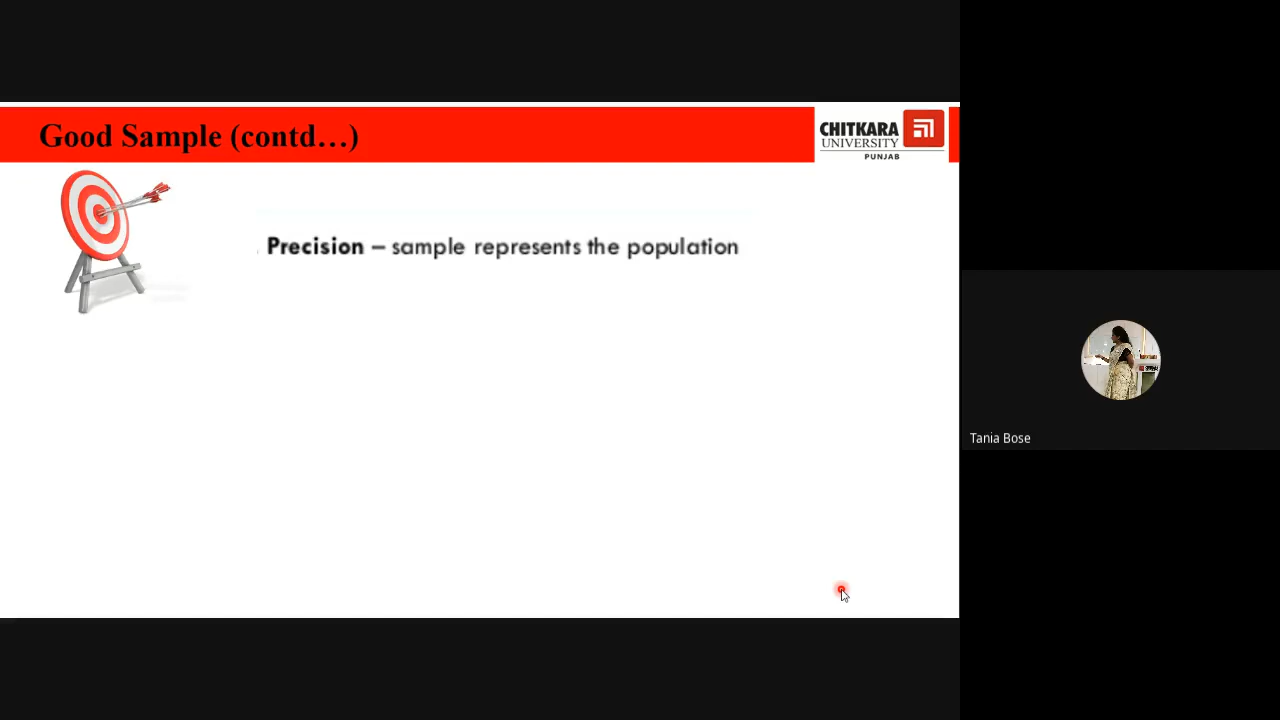 Good Sample (contd...)
CHITKARA
UNIVERSITY
PUNJAB
Precision – sample represents the population
Tania Bose